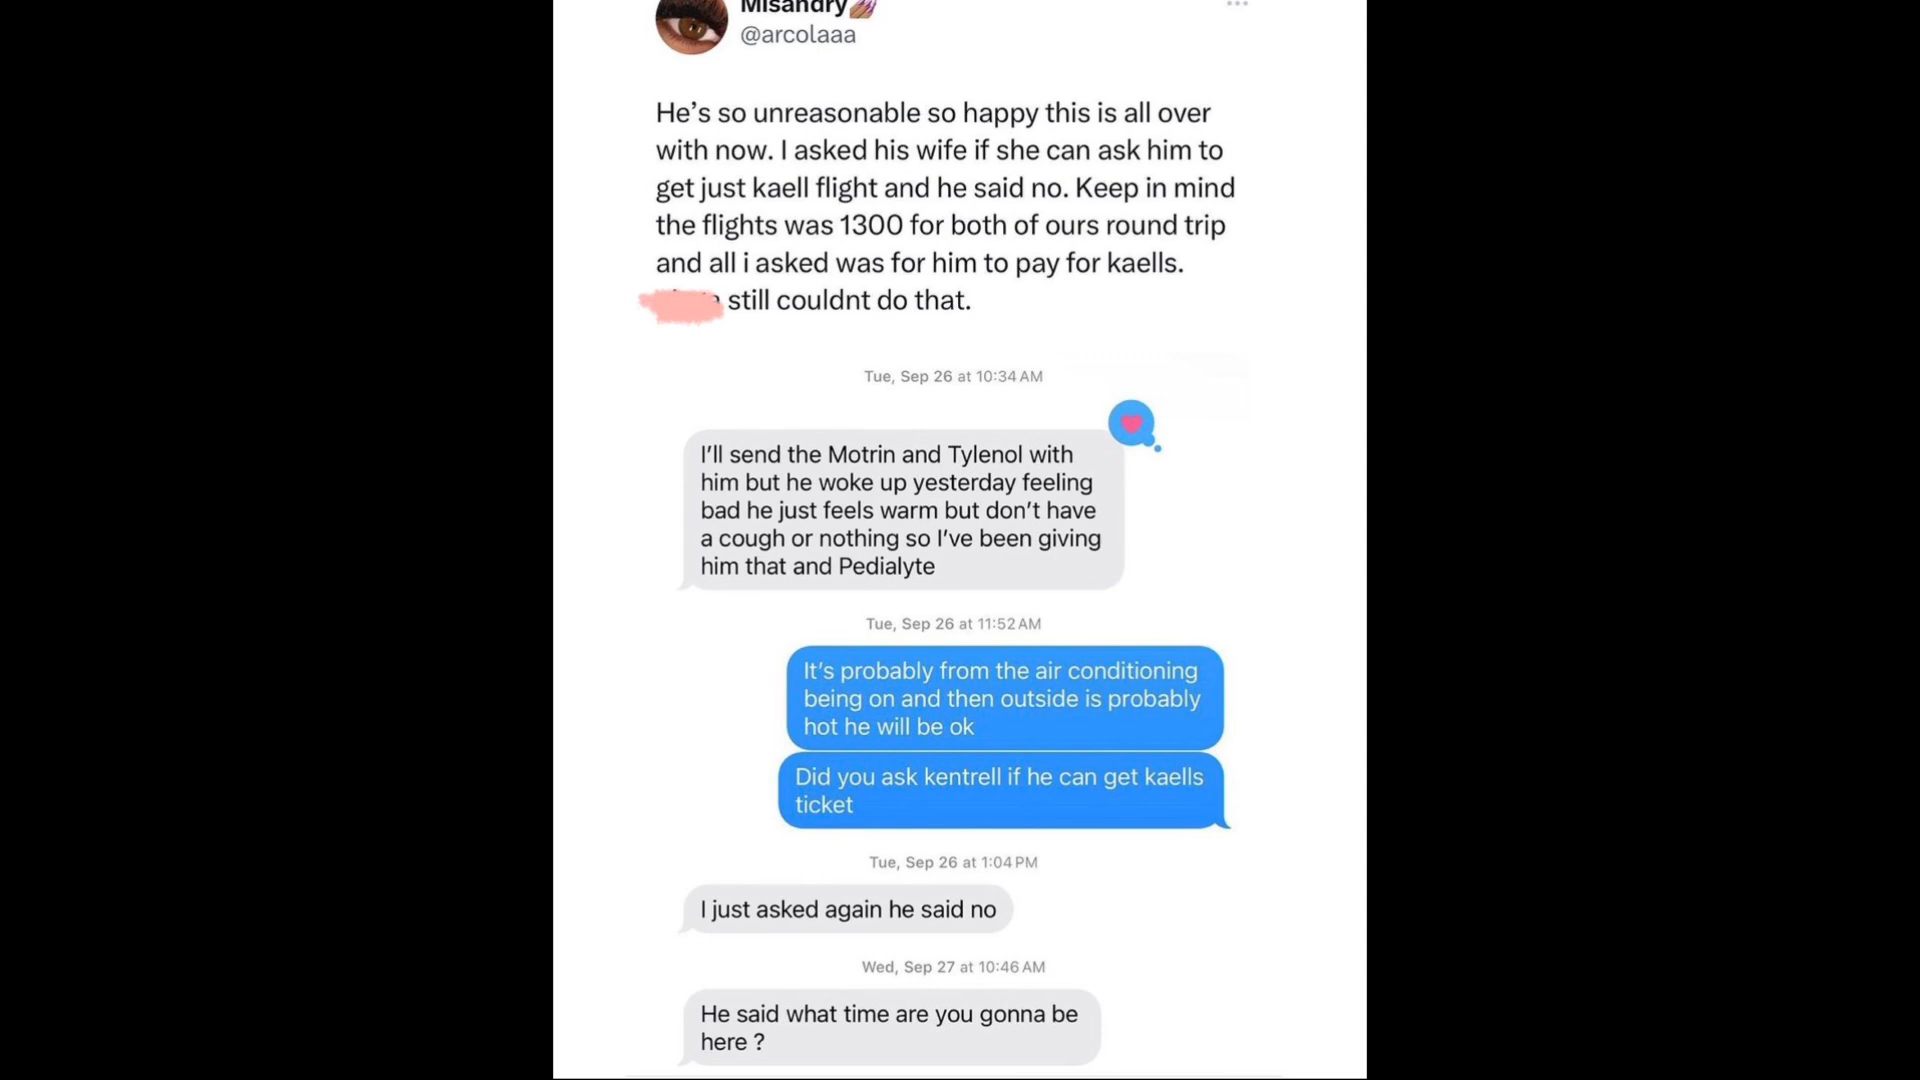 Misandry
@arcolaaa
He’s so unreasonable so happy this is all over
with now. I asked his wife if she can ask him to
get just kaell flight and he said no. Keep in mind
the flights was 1300 for both of ours round trip
and all i asked was for him to pay for kaells.
still couldnt do that.
Tue, Sep 26 at 10:34 AM
I’ll send the Motrin and Tylenol with
him but he woke up yesterday feeling
bad he just feels warm but don’t have
a cough or nothing so I’ve been giving
him that and Pedialyte
Tue, Sep 26 at 11:52 AM
It’s probably from the air conditioning
being on and then outside is probably
hot he will be ok
Did you ask kentrell if he can get kaells
ticket
Tue, Sep 26 at 1:04 PM
I just asked again he said no
Wed, Sep 27 at 10:46 AM
He said what time are you gonna be
here ?